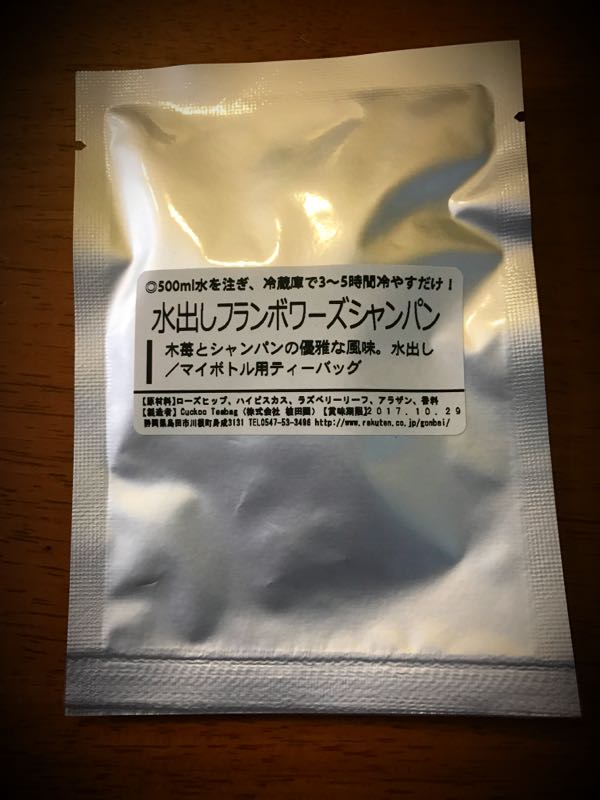 ◎500ml水を注ぎ、冷蔵庫で3〜5時間冷やすだけ！
水出しフランボワーズシャンパン
木苺とシャンパンの優雅な風味。水出し
／マイボトル用ティーバッグ
【原材料】ローズヒップ、ハイビスカス、ラズベリーリーフ、アラザン、香料
【製造者】Cuckoo Teabag（株式会社 植田園）【賞味期限】2017.10.29
静岡県島田市川根町身成3131 TEL0547-53-3496 http://www.rakuten.co.jp/gonbei/